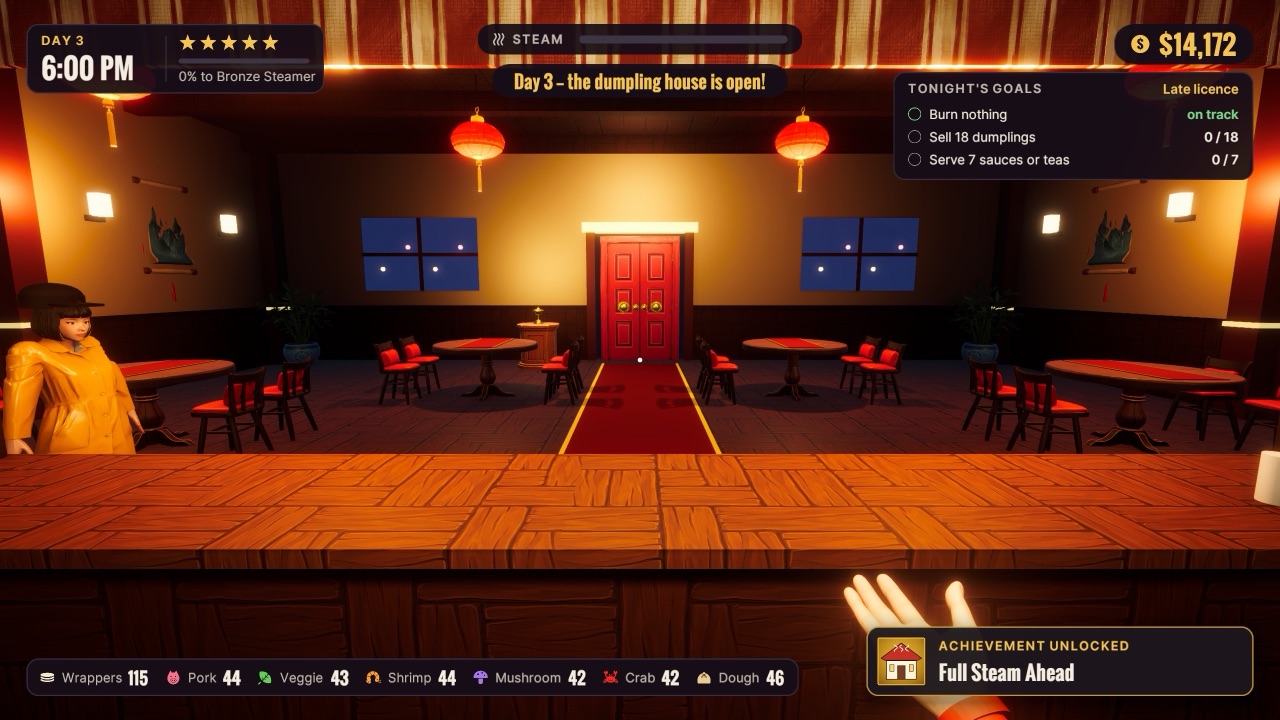 DAY 3
6:00 PM
★★★★★
0% to Bronze Steamer
STEAM
Day 3 – the dumpling house is open!
$14,172
TONIGHT'S GOALS Late licence
Burn nothing on track
Sell 18 dumplings 0 / 18
Serve 7 sauces or teas 0 / 7
Wrappers 115 Pork 44 Veggie 43 Shrimp 44 Mushroom 42 Crab 42 Dough 46
ACHIEVEMENT UNLOCKED
Full Steam Ahead